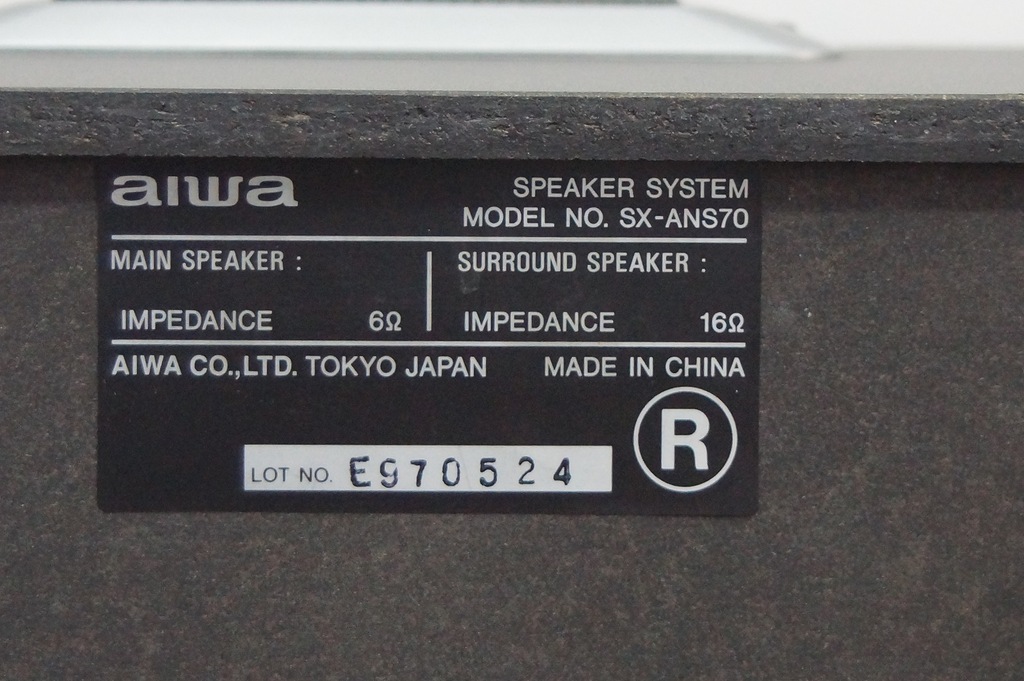 aiwa
SPEAKER SYSTEM
MODEL NO. SX-ANS70
MAIN SPEAKER :
IMPEDANCE 6Ω
SURROUND SPEAKER :
IMPEDANCE 16Ω
AIWA CO.,LTD. TOKYO JAPAN MADE IN CHINA
R
LOT NO. E970524